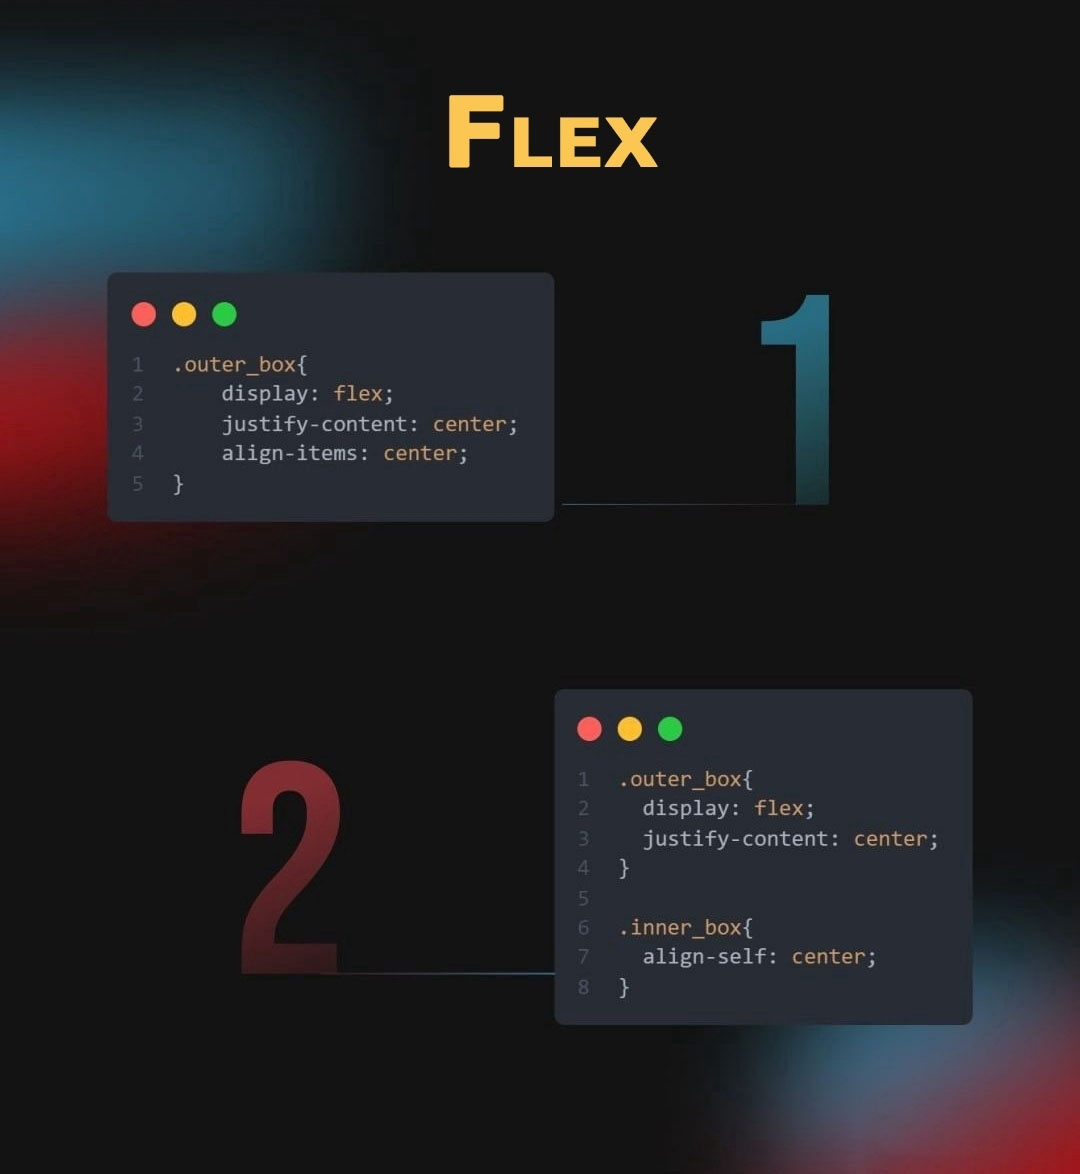 FLEX
1
1 .outer_box{
2     display: flex;
3     justify-content: center;
4     align-items: center;
5 }
2
1 .outer_box{
2   display: flex;
3   justify-content: center;
4 }
5
6 .inner_box{
7   align-self: center;
8 }